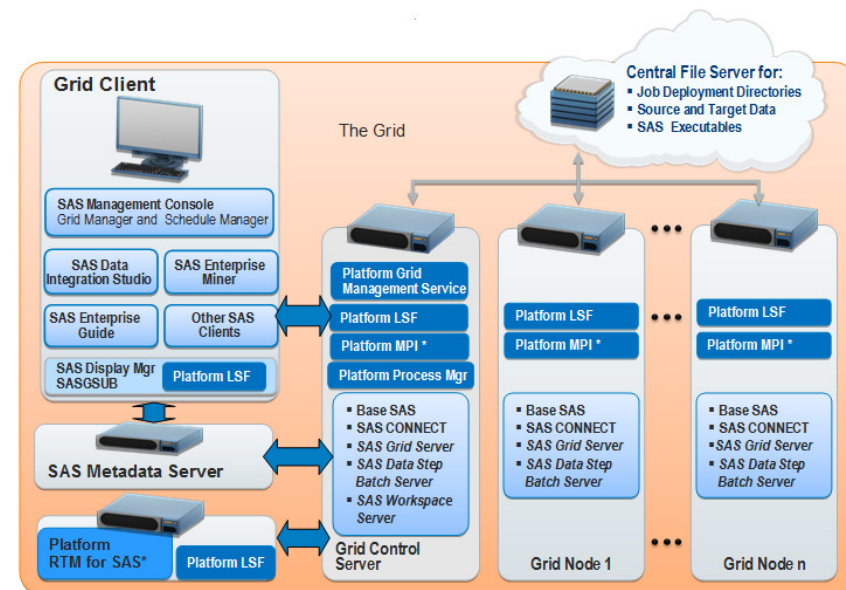 Grid Client
SAS Management Console
Grid Manager and Schedule Manager
SAS Data
Integration Studio
SAS Enterprise
Miner
SAS Enterprise
Guide
Other SAS
Clients
SAS Display Mgr
SASGSUB
Platform LSF
SAS Metadata Server
Platform
RTM for SAS*
Platform LSF
The Grid
Central File Server for:
▪ Job Deployment Directories
▪ Source and Target Data
▪ SAS Executables
Platform Grid
Management Service
Platform LSF
Platform MPI *
Platform Process Mgr
▪ Base SAS
▪ SAS CONNECT
▪ SAS Grid Server
▪ SAS Data Step
Batch Server
▪ SAS Workspace
Server
Grid Control
Server
Platform LSF
Platform MPI *
▪ Base SAS
▪ SAS CONNECT
▪ SAS Grid Server
▪ SAS Data Step
Batch Server
Grid Node 1
Platform LSF
Platform MPI *
▪ Base SAS
▪ SAS CONNECT
▪SAS Grid Server
▪ SAS Data Step
Batch Server
Grid Node n